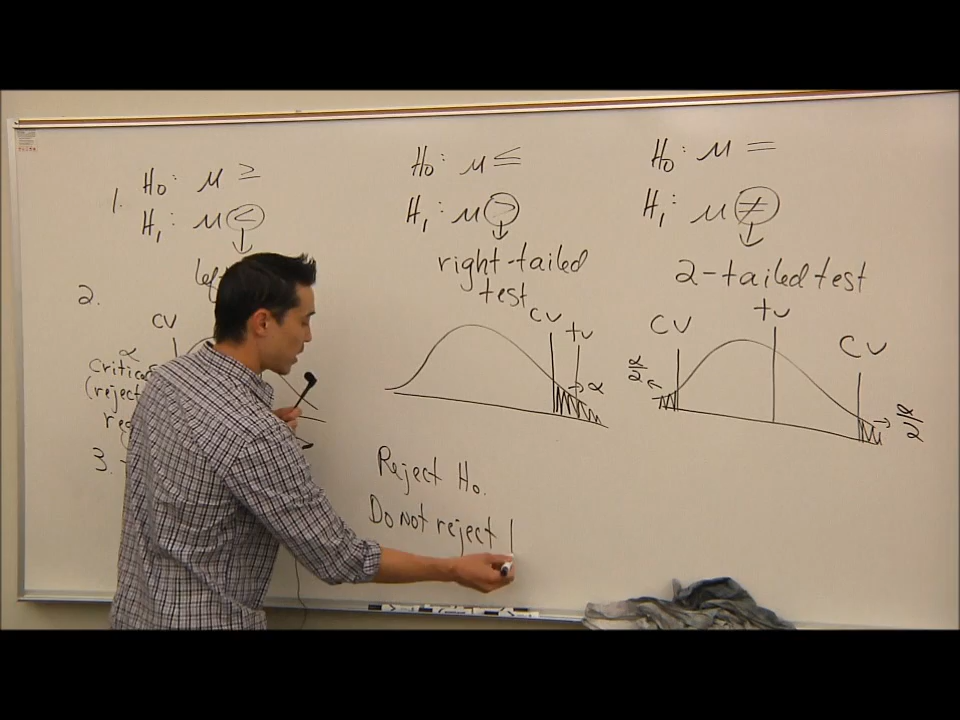 1. H₀: μ ≥
H₁: μ <
2.
CV
α
(reject
3.
H₀: μ ≤
H₁: μ >
right-tailed
test
CV
tv
α
Reject H₀.
Do not reject
H₀: μ =
H₁: μ ≠
2-tailed test
CV
tv
CV
α/2
α/2